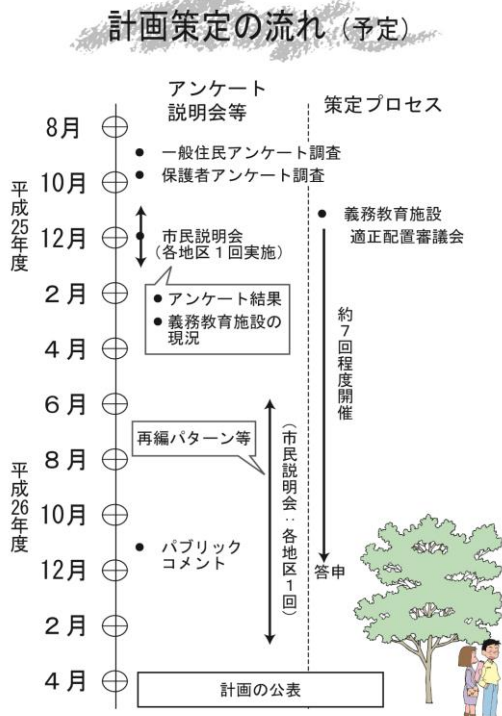 計画策定の流れ（予定）
アンケート
説明会等
策定プロセス
平成25年度
8月
10月
12月
2月
4月
平成26年度
6月
8月
10月
12月
2月
4月
● 一般住民アンケート調査
● 保護者アンケート調査
● 市民説明会
（各地区１回実施）
● アンケート結果
● 義務教育施設の
現況
● 義務教育施設
適正配置審議会
約７回程度開催
再編パターン等
（市民説明会：各地区１回）
● パブリック
コメント
答申
計画の公表